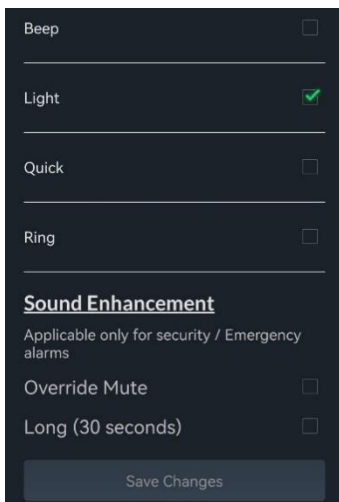 Beep
Light
Quick
Ring
Sound Enhancement
Applicable only for security / Emergency
alarms
Override Mute
Long (30 seconds)
Save Changes